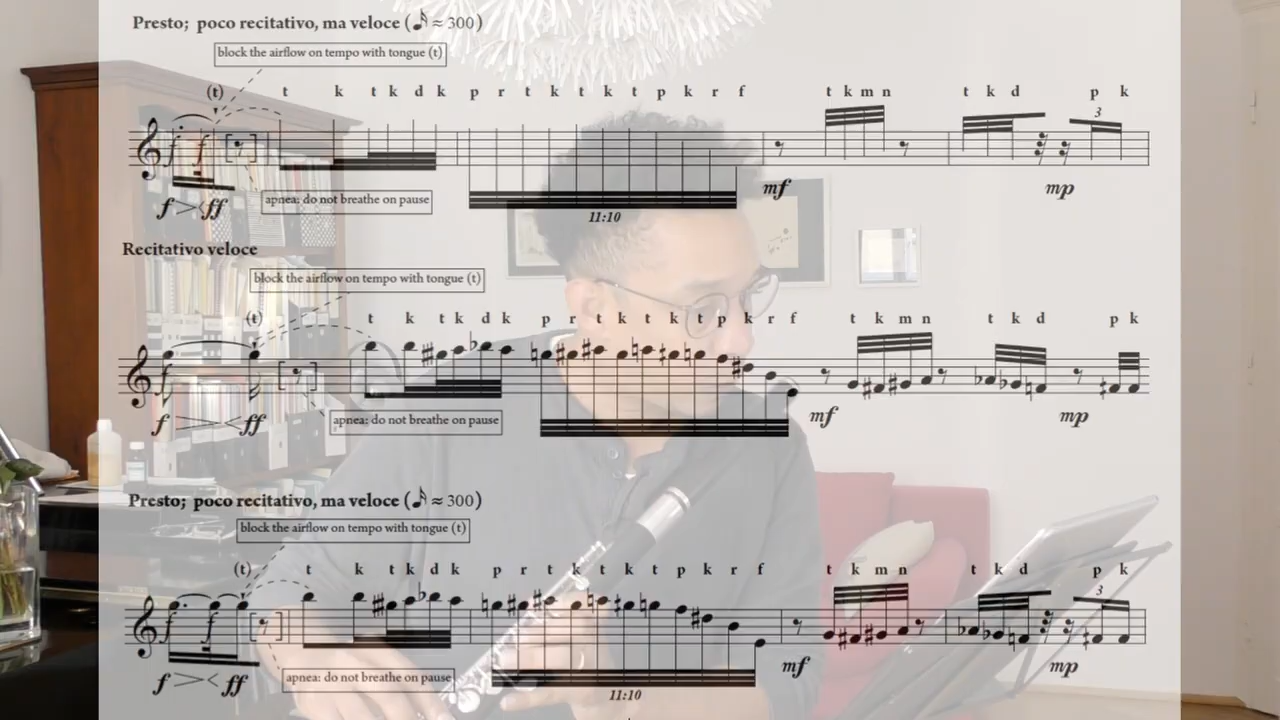 Presto; poco recitativo, ma veloce (♪ ≈ 300)
block the airflow on tempo with tongue (t)
(t) t k t k d k p r t k t k t p k r f t k m n t k d p k
3
mf mp
f > < ff apnea: do not breathe on pause
11:10
Recitativo veloce
block the airflow on tempo with tongue (t)
(t) t k t k d k p r t k t k t p k r f t k m n t k d p k
f > < ff apnea: do not breathe on pause mf mp
Presto; poco recitativo, ma veloce (♪ ≈ 300)
block the airflow on tempo with tongue (t)
(t) t k t k d k p r t k t k t p k r f t k m n t k d p k
3
mf mp
f > < ff apnea: do not breathe on pause
11:10